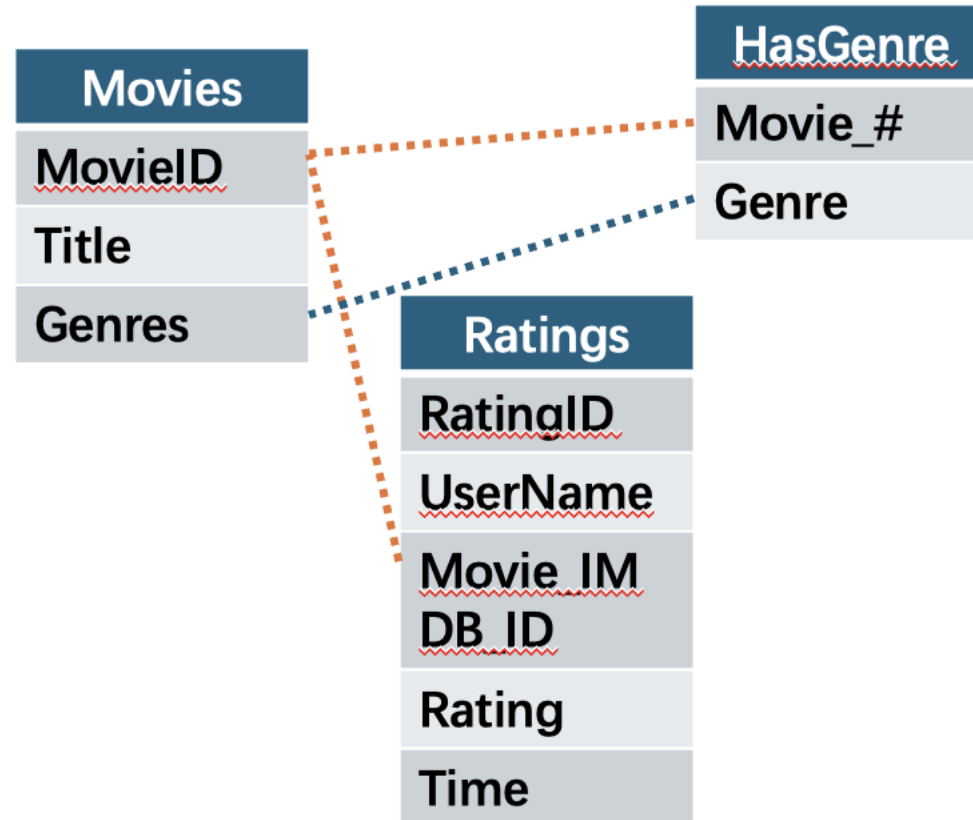 Movies
MovieID
Title
Genres
HasGenre
Movie_#
Genre
Ratings
RatingID
UserName
Movie_IM
DB_ID
Rating
Time